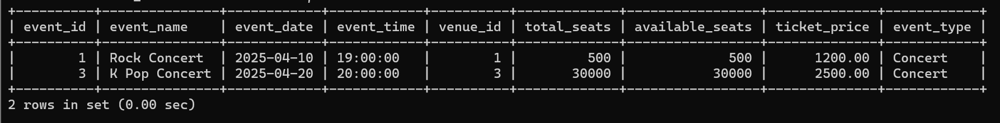 +----------+---------------+------------+------------+----------+-------------+-----------------+--------------+------------+
| event_id | event_name    | event_date | event_time | venue_id | total_seats | available_seats | ticket_price | event_type |
+----------+---------------+------------+------------+----------+-------------+-----------------+--------------+------------+
|        1 | Rock Concert  | 2025-04-10 | 19:00:00   |        1 |         500 |             500 |      1200.00 | Concert    |
|        3 | K Pop Concert | 2025-04-20 | 20:00:00   |        3 |       30000 |           30000 |      2500.00 | Concert    |
+----------+---------------+------------+------------+----------+-------------+-----------------+--------------+------------+
2 rows in set (0.00 sec)